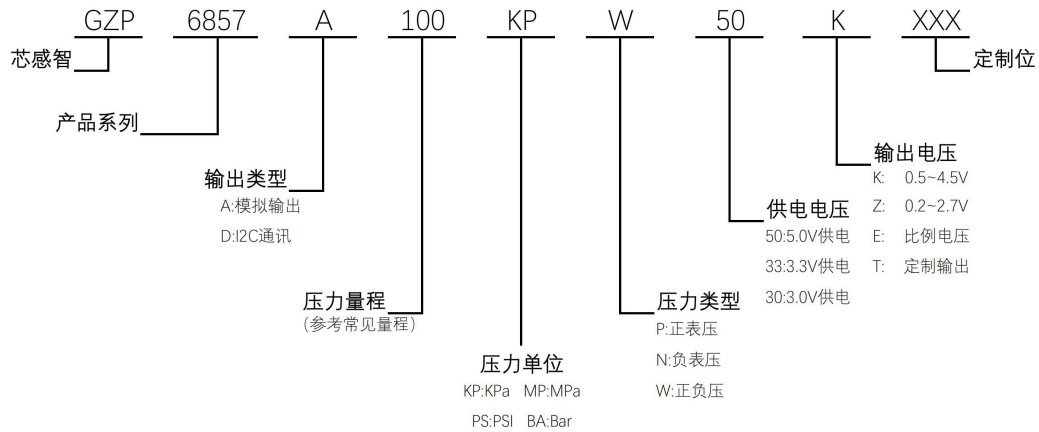 GZP 6857 A 100 KP W 50 K XXX
芯感智
定制位
产品系列
输出类型
A:模拟输出
D:I2C通讯
压力量程
(参考常见量程)
压力单位
KP:KPa MP:MPa
PS:PSI BA:Bar
压力类型
P:正表压
N:负表压
W:正负压
供电电压
50:5.0V供电
33:3.3V供电
30:3.0V供电
输出电压
K: 0.5~4.5V
Z: 0.2~2.7V
E: 比例电压
T: 定制输出